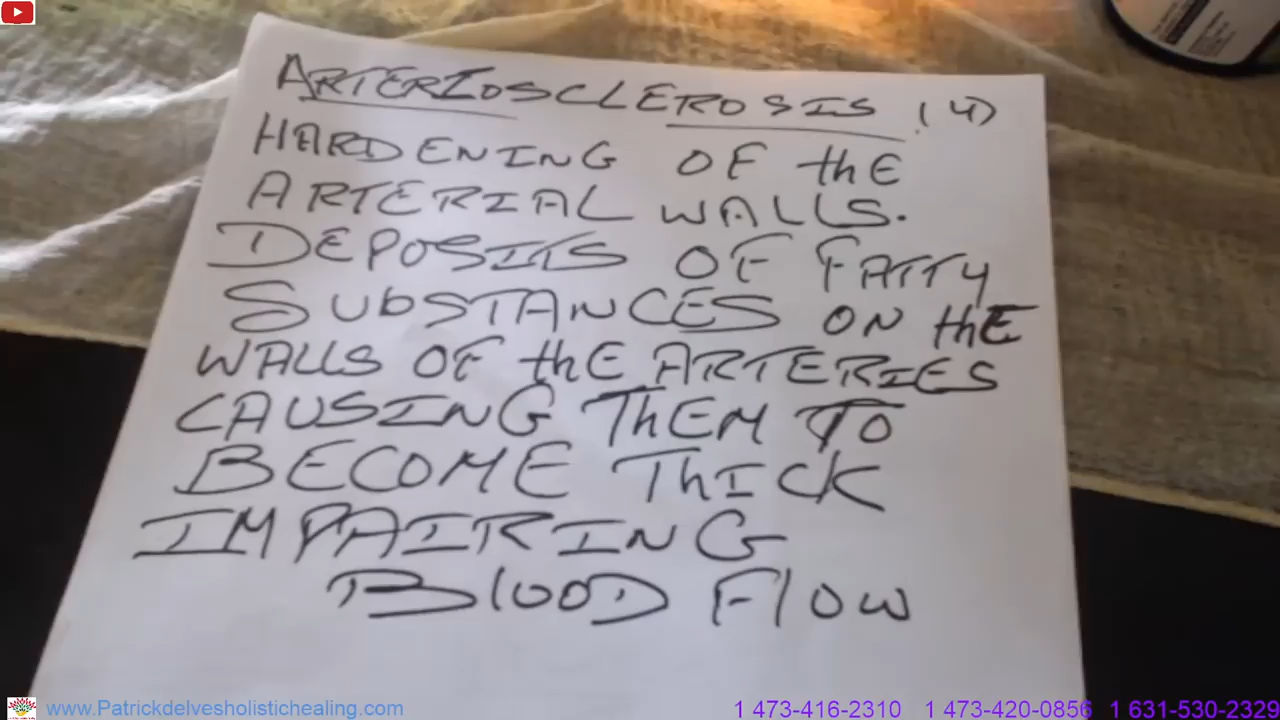 ARTERIOSCLEROSIS (4)
HARDENING OF thE
ARTERIAL WALLS.
DEPOSITS OF FATTY
SUbSTANCES ON thE
WALLS OF thE ARTERIES
CAUSING ThEM TO
BECOME ThICK
IMPAIRING
BlOOD FlOW
www.Patrickdelvesholistichealing.com 1 473-416-2310 1 473-420-0856 1 631-530-2329